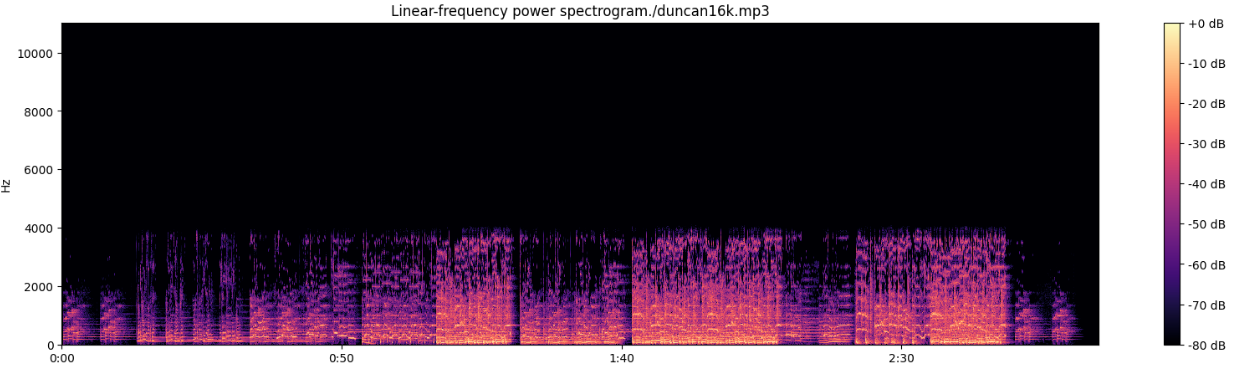 Linear-frequency power spectrogram./duncan16k.mp3
10000
8000
6000
4000
2000
0
Hz
0:00
0:50
1:40
2:30
+0 dB
-10 dB
-20 dB
-30 dB
-40 dB
-50 dB
-60 dB
-70 dB
-80 dB